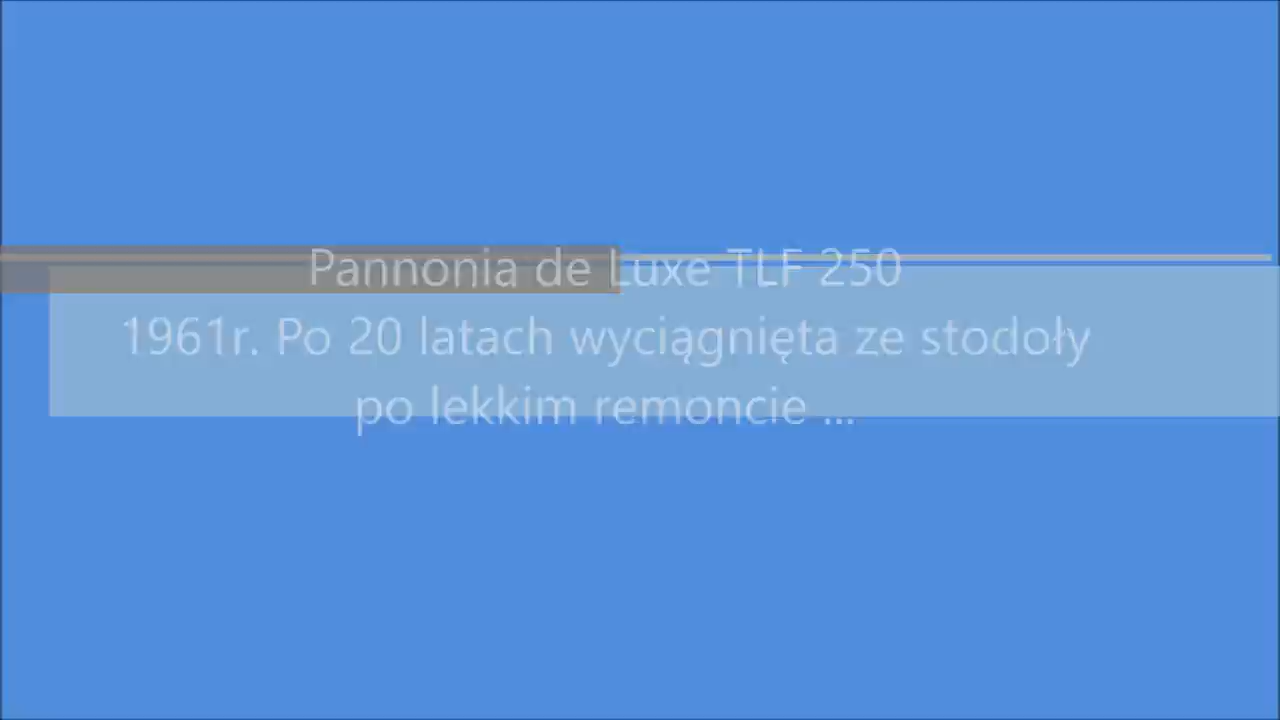 Pannonia de Luxe TLF 250
1961r. Po 20 latach wyciągnięta ze stodoły
po lekkim remoncie ...